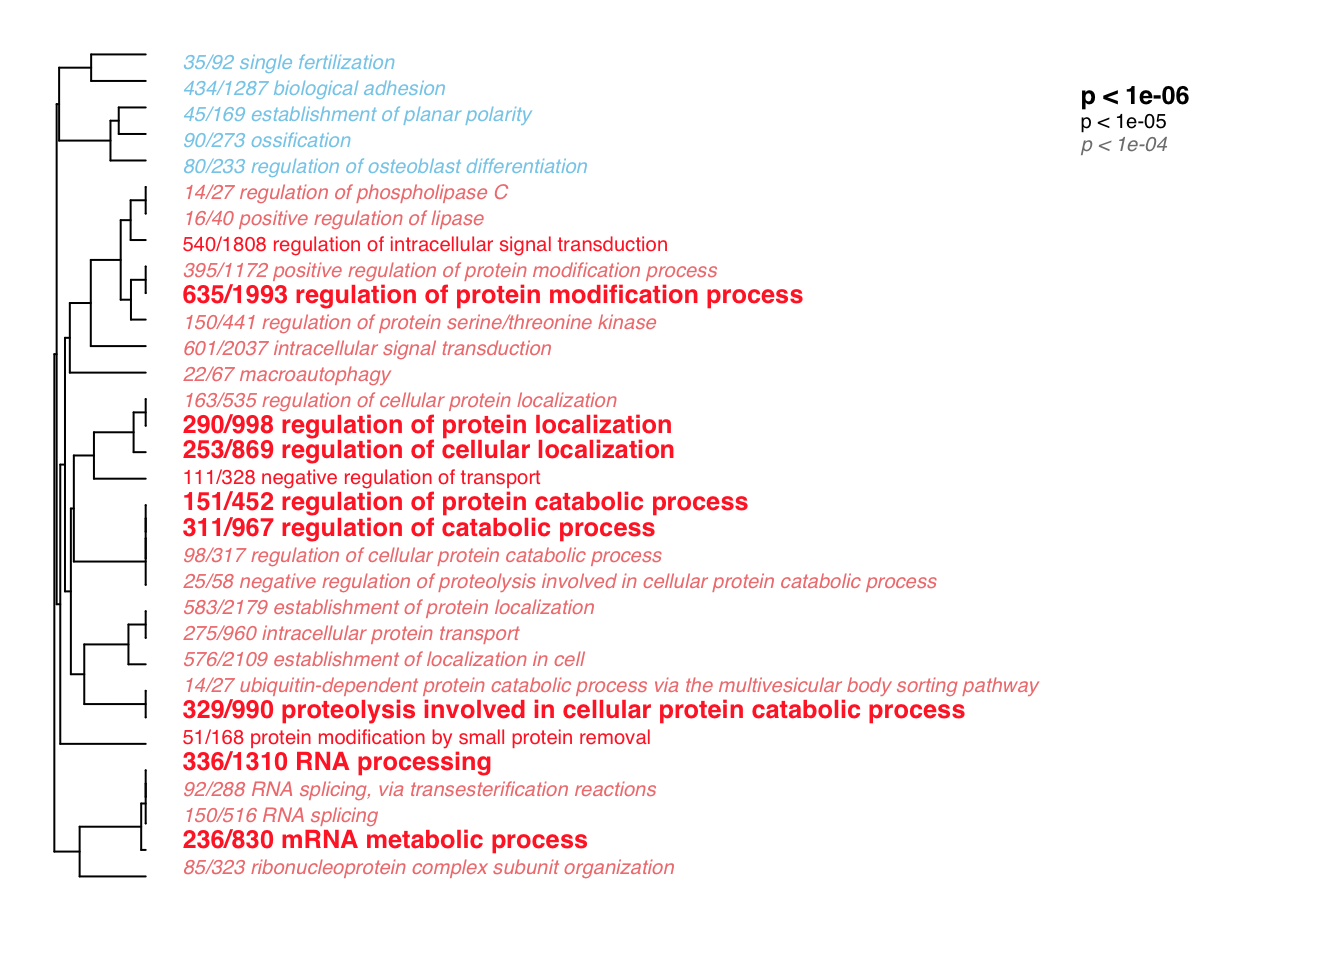 35/92 single fertilization
434/1287 biological adhesion
45/169 establishment of planar polarity
90/273 ossification
80/233 regulation of osteoblast differentiation
14/27 regulation of phospholipase C
16/40 positive regulation of lipase
540/1808 regulation of intracellular signal transduction
395/1172 positive regulation of protein modification process
635/1993 regulation of protein modification process
150/441 regulation of protein serine/threonine kinase
601/2037 intracellular signal transduction
22/67 macroautophagy
163/535 regulation of cellular protein localization
290/998 regulation of protein localization
253/869 regulation of cellular localization
111/328 negative regulation of transport
151/452 regulation of protein catabolic process
311/967 regulation of catabolic process
98/317 regulation of cellular protein catabolic process
25/58 negative regulation of proteolysis involved in cellular protein catabolic process
583/2179 establishment of protein localization
275/960 intracellular protein transport
576/2109 establishment of localization in cell
14/27 ubiquitin-dependent protein catabolic process via the multivesicular body sorting pathway
329/990 proteolysis involved in cellular protein catabolic process
51/168 protein modification by small protein removal
336/1310 RNA processing
92/288 RNA splicing, via transesterification reactions
150/516 RNA splicing
236/830 mRNA metabolic process
85/323 ribonucleoprotein complex subunit organization
p < 1e-06
p < 1e-05
p < 1e-04